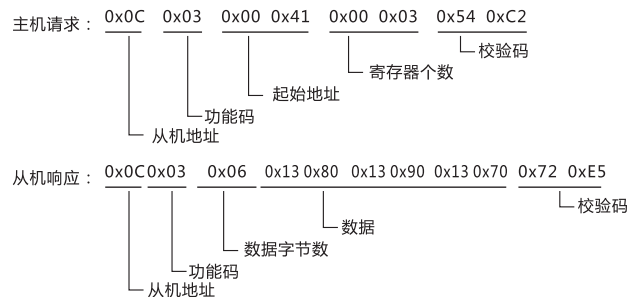 主机请求： 0x0C 0x03 0x00 0x41 0x00 0x03 0x54 0xC2
校验码
寄存器个数
起始地址
功能码
从机地址
从机响应： 0x0C 0x03 0x06 0x13 0x80 0x13 0x90 0x13 0x70 0x72 0xE5
校验码
数据
数据字节数
功能码
从机地址